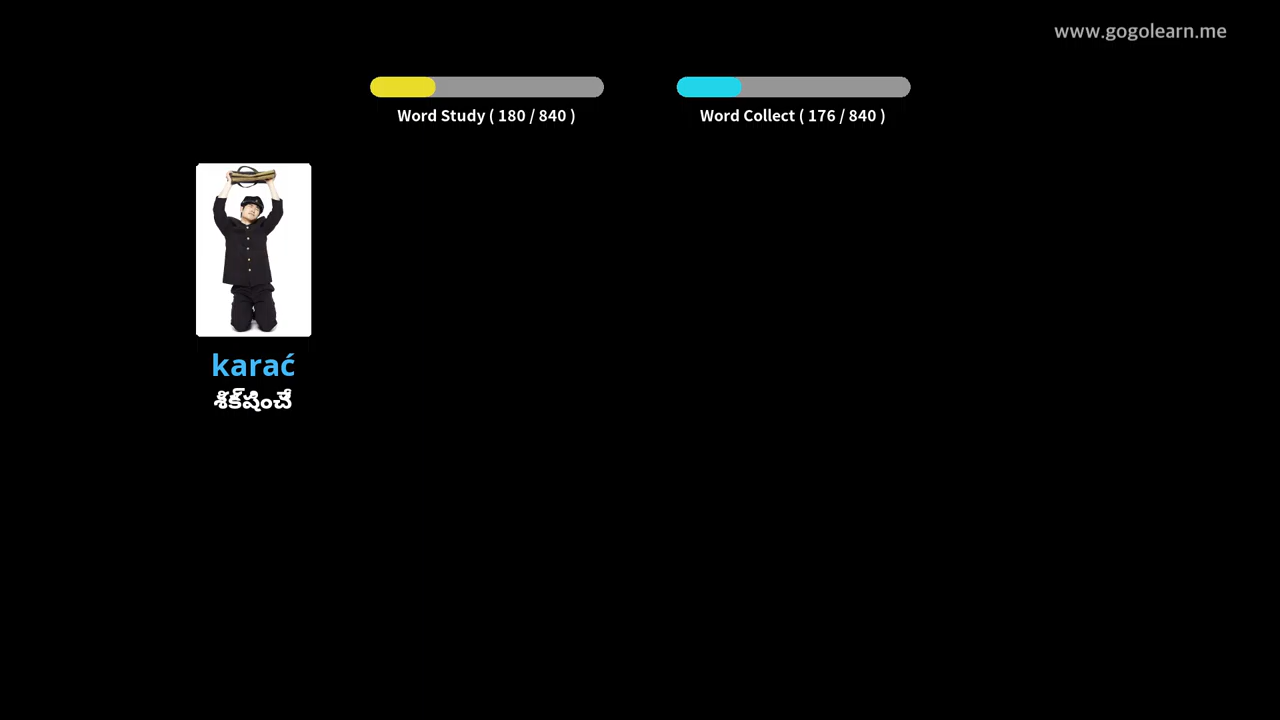 www.gogolearn.me
Word Study ( 180 / 840 )
Word Collect ( 176 / 840 )
karać
శిక్షించే